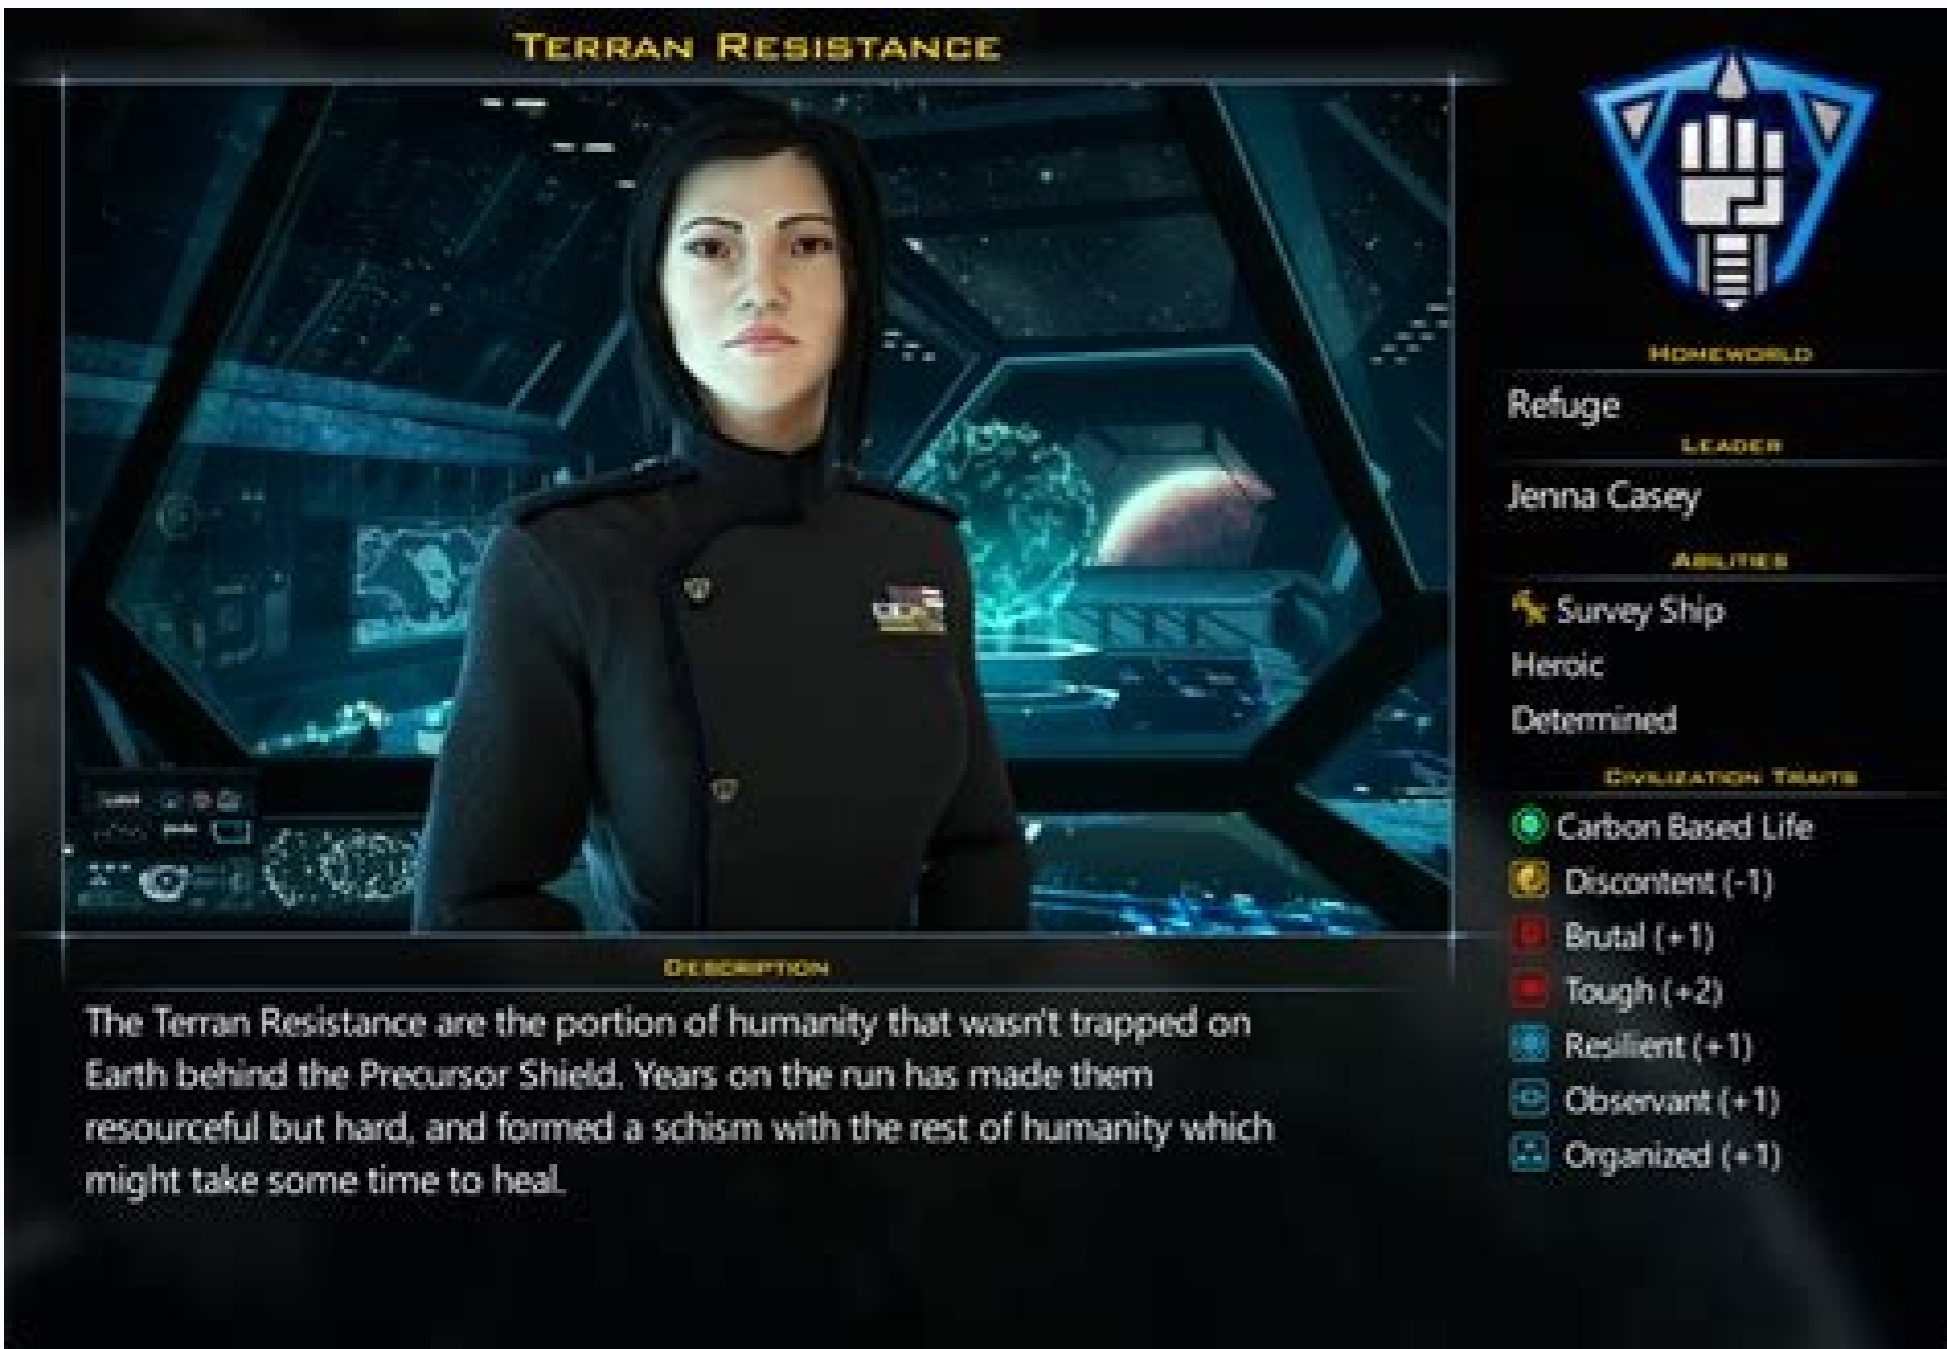 TERRAN RESISTANCE
HOMEWORLD
Refuge
LEADER
Jenna Casey
ABILITIES
Survey Ship
Heroic
Determined
CIVILIZATION TRAITS
Carbon Based Life
Discontent (-1)
Brutal (+1)
Tough (+2)
Resilient (+1)
Observant (+1)
Organized (+1)
DESCRIPTION
The Terran Resistance are the portion of humanity that wasn't trapped on
Earth behind the Precursor Shield. Years on the run has made them
resourceful but hard, and formed a schism with the rest of humanity which
might take some time to heal.